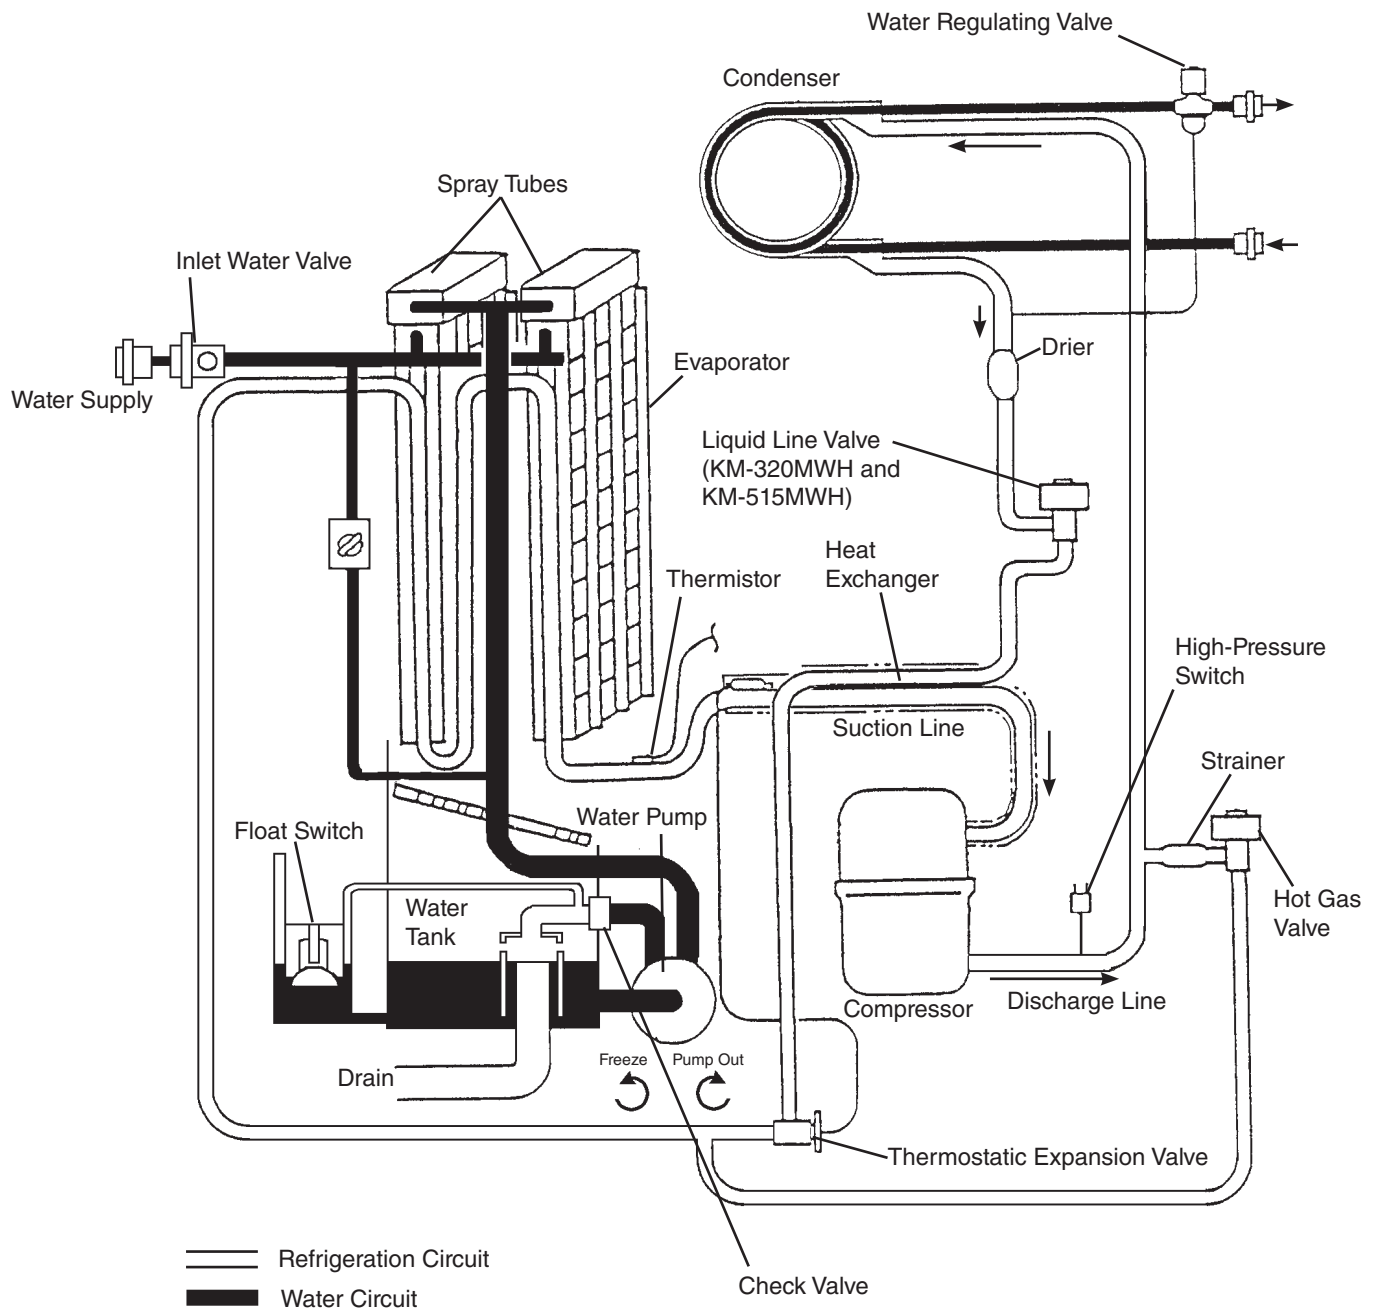 Water Regulating Valve
Condenser
Spray Tubes
Inlet Water Valve
Drier
Evaporator
Water Supply
Liquid Line Valve
(KM-320MWH and
KM-515MWH)
Heat
Exchanger
Thermistor
High-Pressure
Switch
Suction Line
Strainer
Water Pump
Float Switch
Water
Tank
Hot Gas
Valve
Compressor
Discharge Line
Freeze
Pump Out
Drain
Thermostatic Expansion Valve
Refrigeration Circuit
Check Valve
Water Circuit